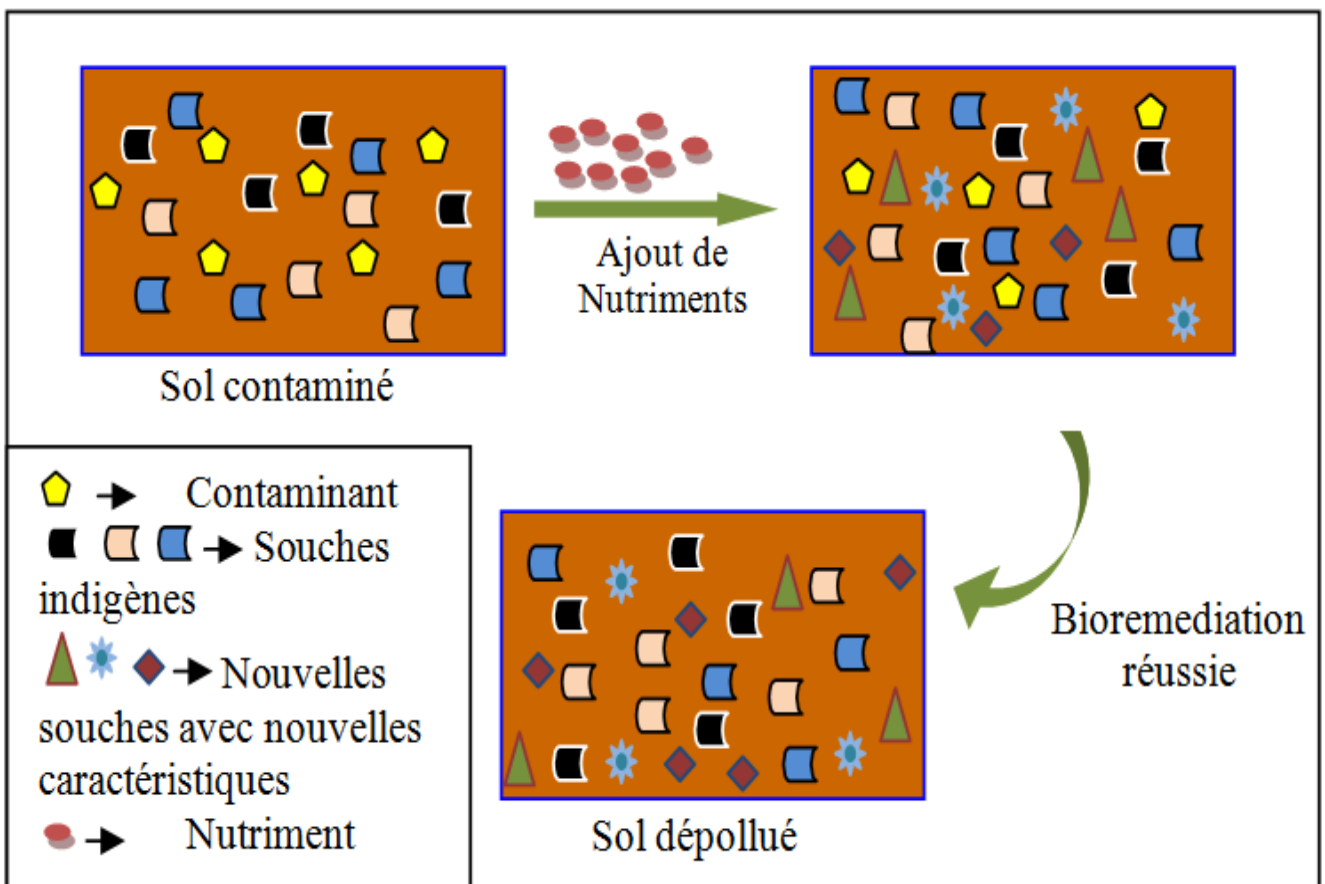 Ajout de
Nutriments
Sol contaminé
Contaminant
Souches
indigènes
Nouvelles
souches avec nouvelles
caractéristiques
Nutriment
Bioremediation
réussie
Sol dépollué